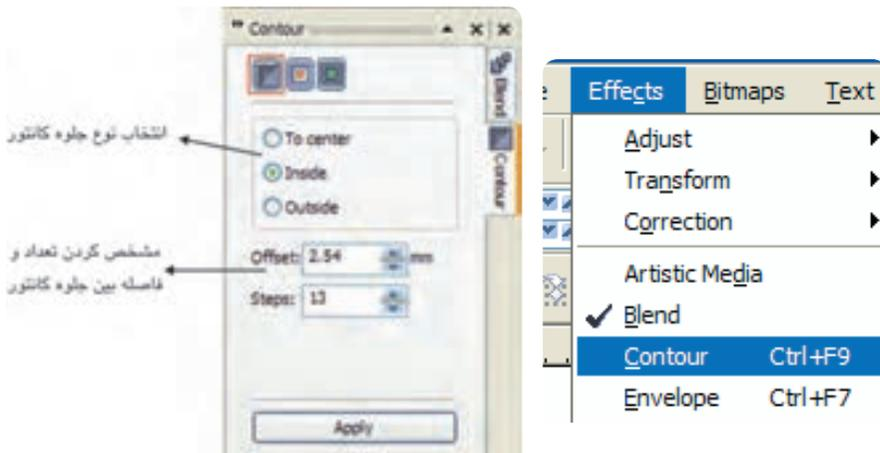 Contour
انتخاب نوع جلوه کانتور
To center
Inside
Outside
مشخص کردن تعداد و
فاصله بین جلوه کانتور
Offset: 2.54 mm
Steps: 13
Apply
Blend
Contour
Effects Bitmaps Text
Adjust
Transform
Correction
Artistic Media
Blend
Contour Ctrl+F9
Envelope Ctrl+F7